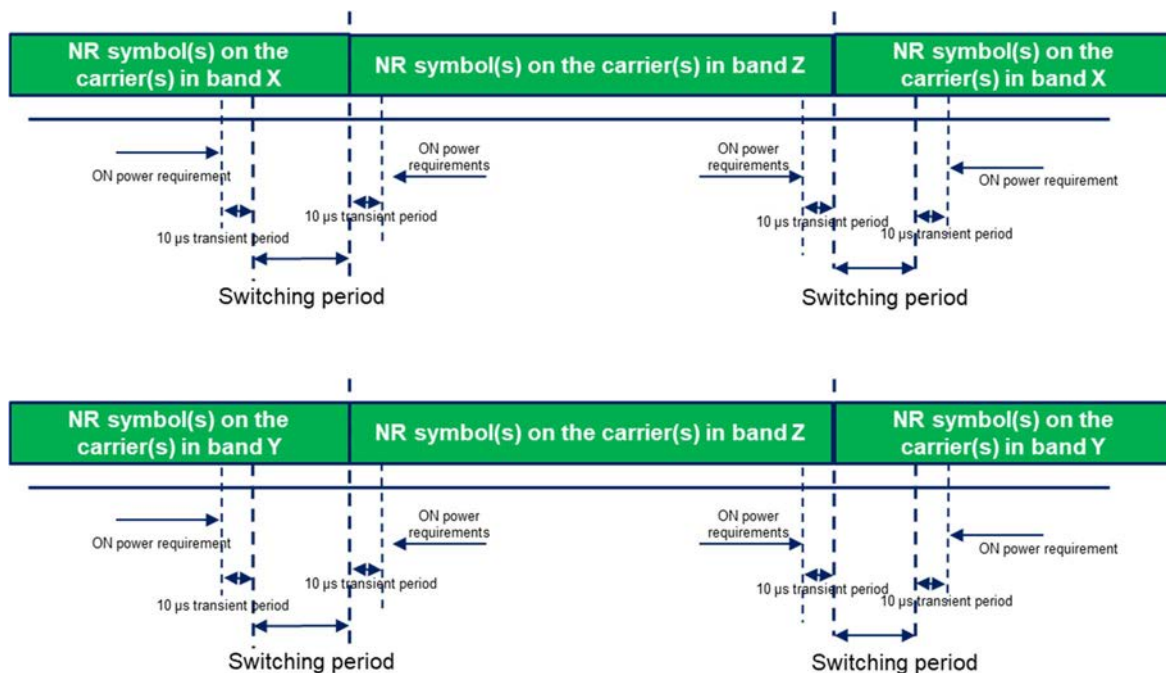 NR symbol(s) on the
carrier(s) in band X
NR symbol(s) on the carrier(s) in band Z
NR symbol(s) on the
carrier(s) in band X
ON power requirement
ON power
requirements
ON power
requirements
ON power requirement
10 µs transient period
10 µs transient period
10 µs transient period
10 µs transient period
Switching period
Switching period
NR symbol(s) on the
carrier(s) in band Y
NR symbol(s) on the carrier(s) in band Z
NR symbol(s) on the
carrier(s) in band Y
ON power requirement
ON power
requirements
ON power
requirements
ON power requirement
10 µs transient period
10 µs transient period
10 µs transient period
10 µs transient period
Switching period
Switching period